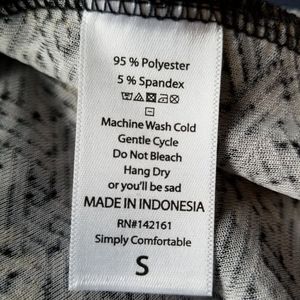 95 % Polyester
5 % Spandex
Machine Wash Cold
Gentle Cycle
Do Not Bleach
Hang Dry
or you'll be sad
MADE IN INDONESIA
RN#142161
Simply Comfortable
S